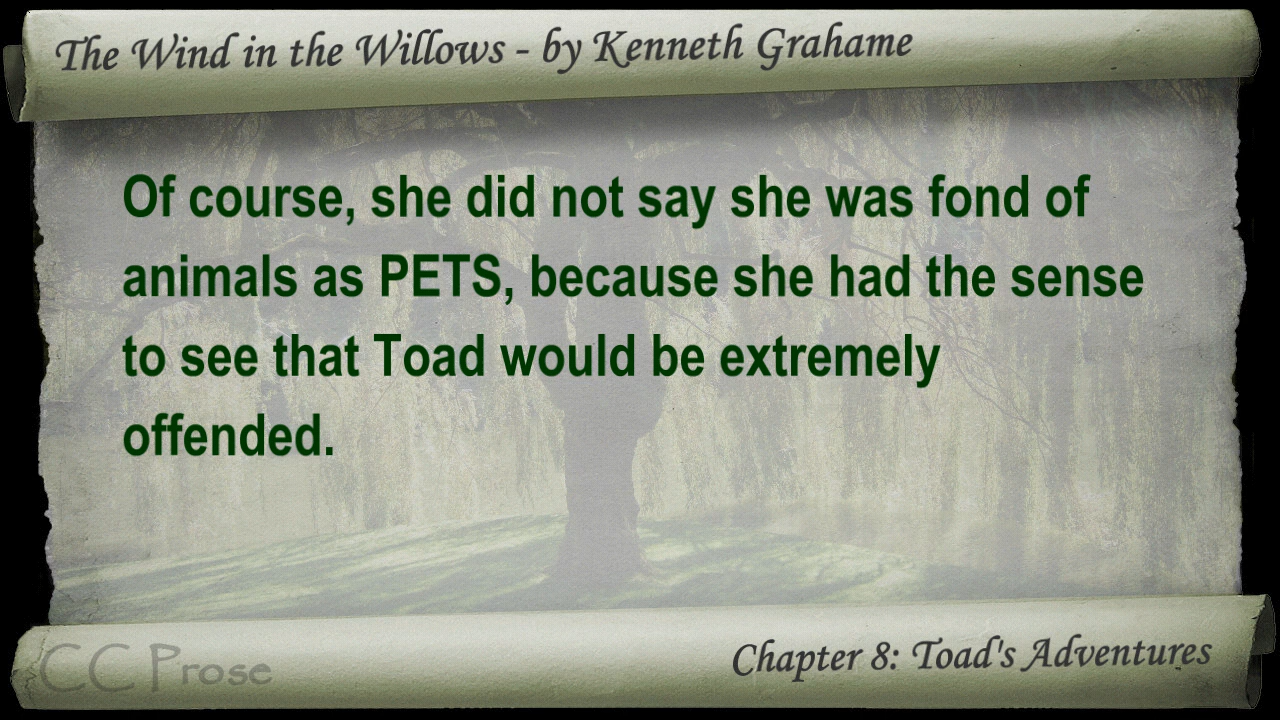 The Wind in the Willows - by Kenneth Grahame
Of course, she did not say she was fond of
animals as PETS, because she had the sense
to see that Toad would be extremely
offended.
CC Prose
Chapter 8: Toad's Adventures